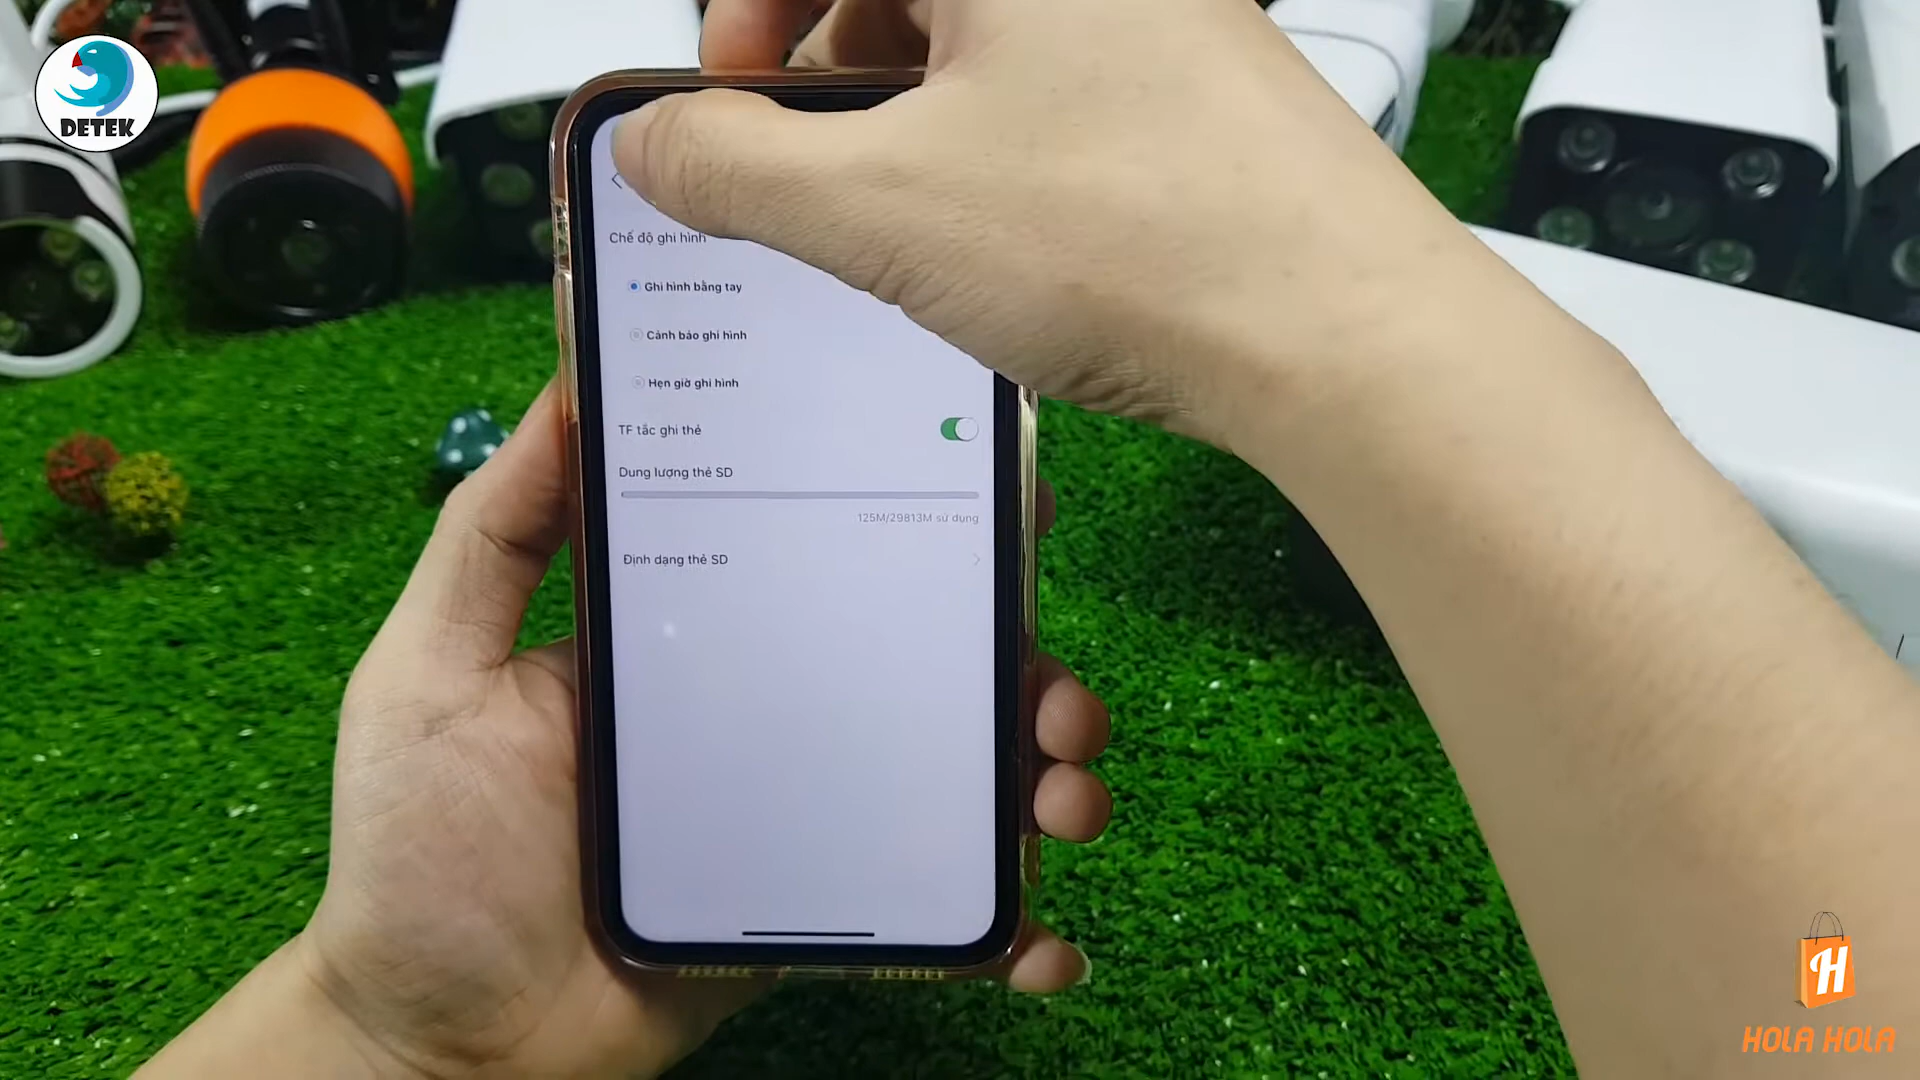 DETEK
Chế độ ghi hình
Ghi hình bằng tay
Cảnh báo ghi hình
Hẹn giờ ghi hình
TF tắc ghi thẻ
Dung lượng thẻ SD
125M/29813M sử dụng
Định dạng thẻ SD
H
HOLA HOLA